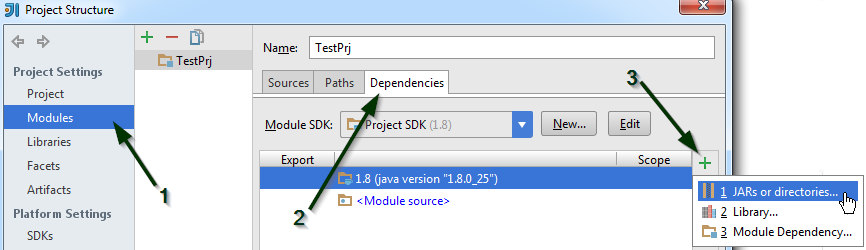 Project Structure
Project Settings
Project
Modules
Libraries
Facets
Artifacts
Platform Settings
SDKs
1
TestPrj
Name: TestPrj
Sources Paths Dependencies
2
3
Module SDK: Project SDK (1.8) New... Edit
Export Scope
1.8 (java version "1.8.0_25")
<Module source>
1 JARs or directories...
2 Library...
3 Module Dependency...